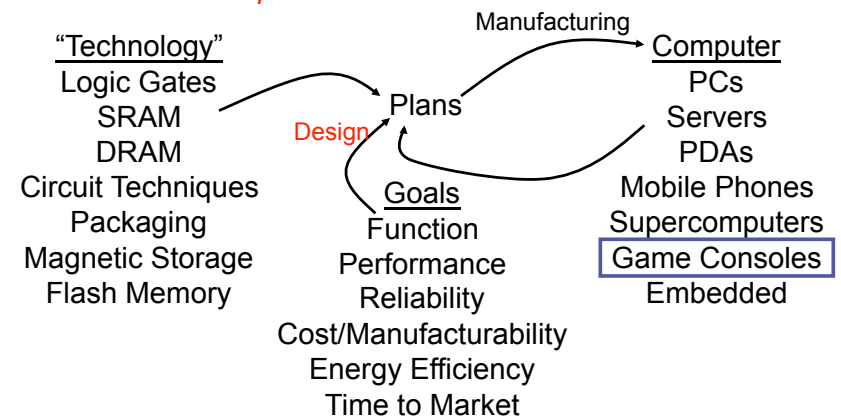 Manufacturing
“Technology”
Logic Gates
SRAM
DRAM
Circuit Techniques
Packaging
Magnetic Storage
Flash Memory
Plans
Design
Goals
Function
Performance
Reliability
Cost/Manufacturability
Energy Efficiency
Time to Market
Computer
PCs
Servers
PDAs
Mobile Phones
Supercomputers
Game Consoles
Embedded